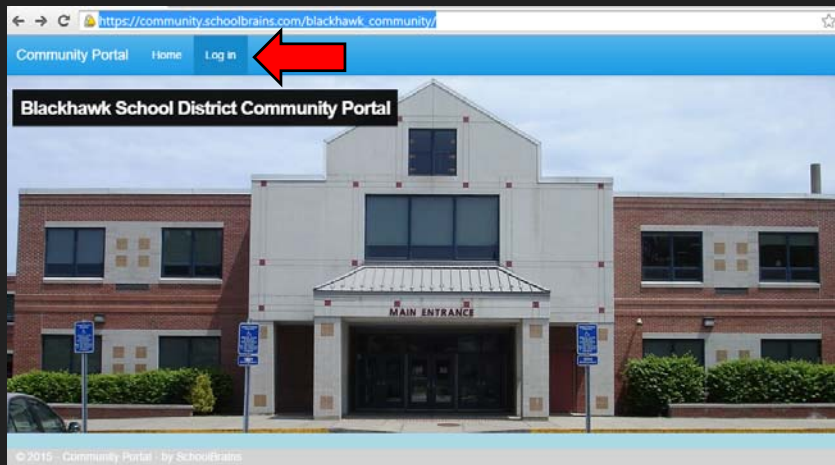 https://community.schoolbrains.com/blackhawk_community/
Community Portal Home Log in
Blackhawk School District Community Portal
MAIN ENTRANCE
© 2015 - Community Portal - by SchoolBrains